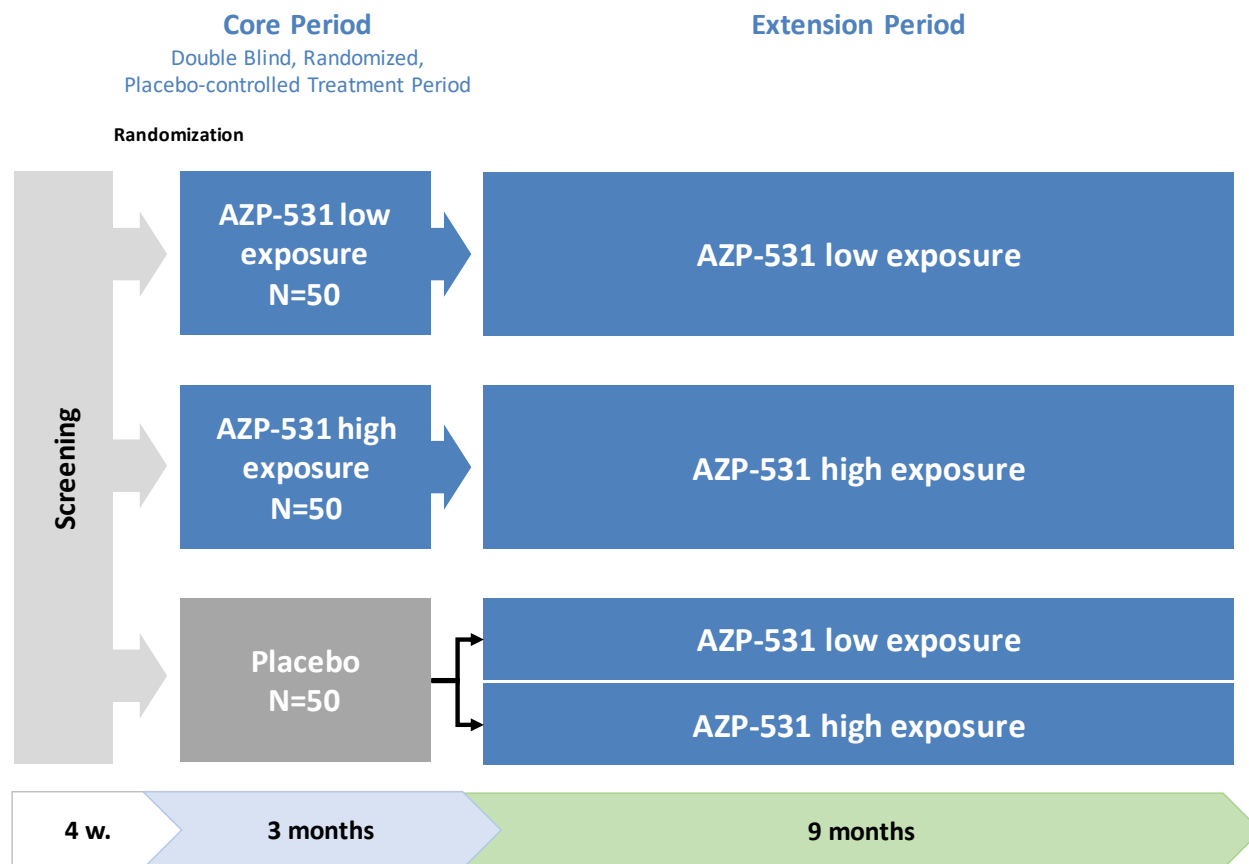 Core Period
Double Blind, Randomized,
Placebo-controlled Treatment Period
Extension Period
Randomization
Screening
AZP-531 low
exposure
N=50
AZP-531 low exposure
AZP-531 high
exposure
N=50
AZP-531 high exposure
Placebo
N=50
AZP-531 low exposure
AZP-531 high exposure
4 w.
3 months
9 months